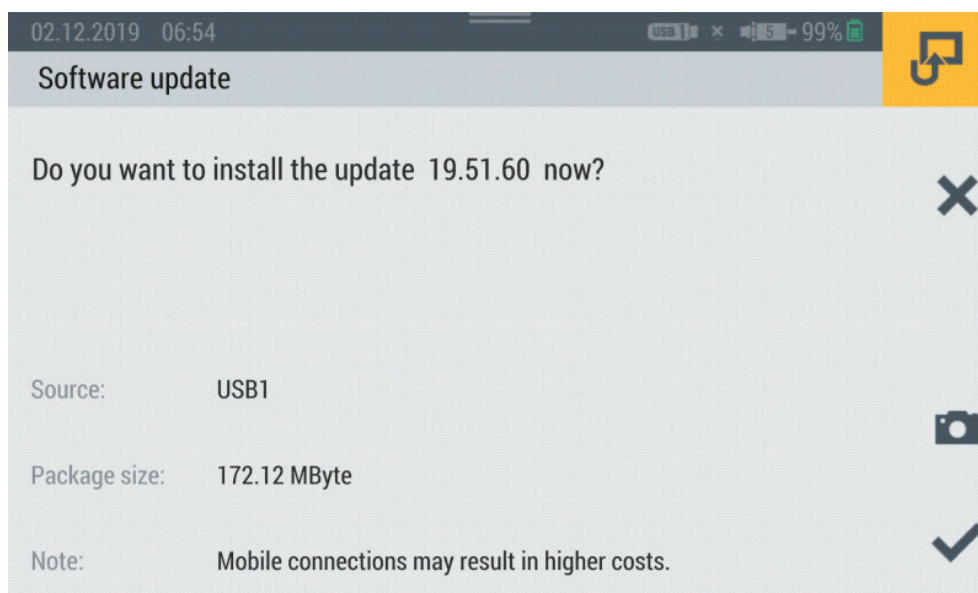 02.12.2019 06:54 USB 1 5 99%
Software update
Do you want to install the update 19.51.60 now?
Source: USB1
Package size: 172.12 MByte
Note: Mobile connections may result in higher costs.